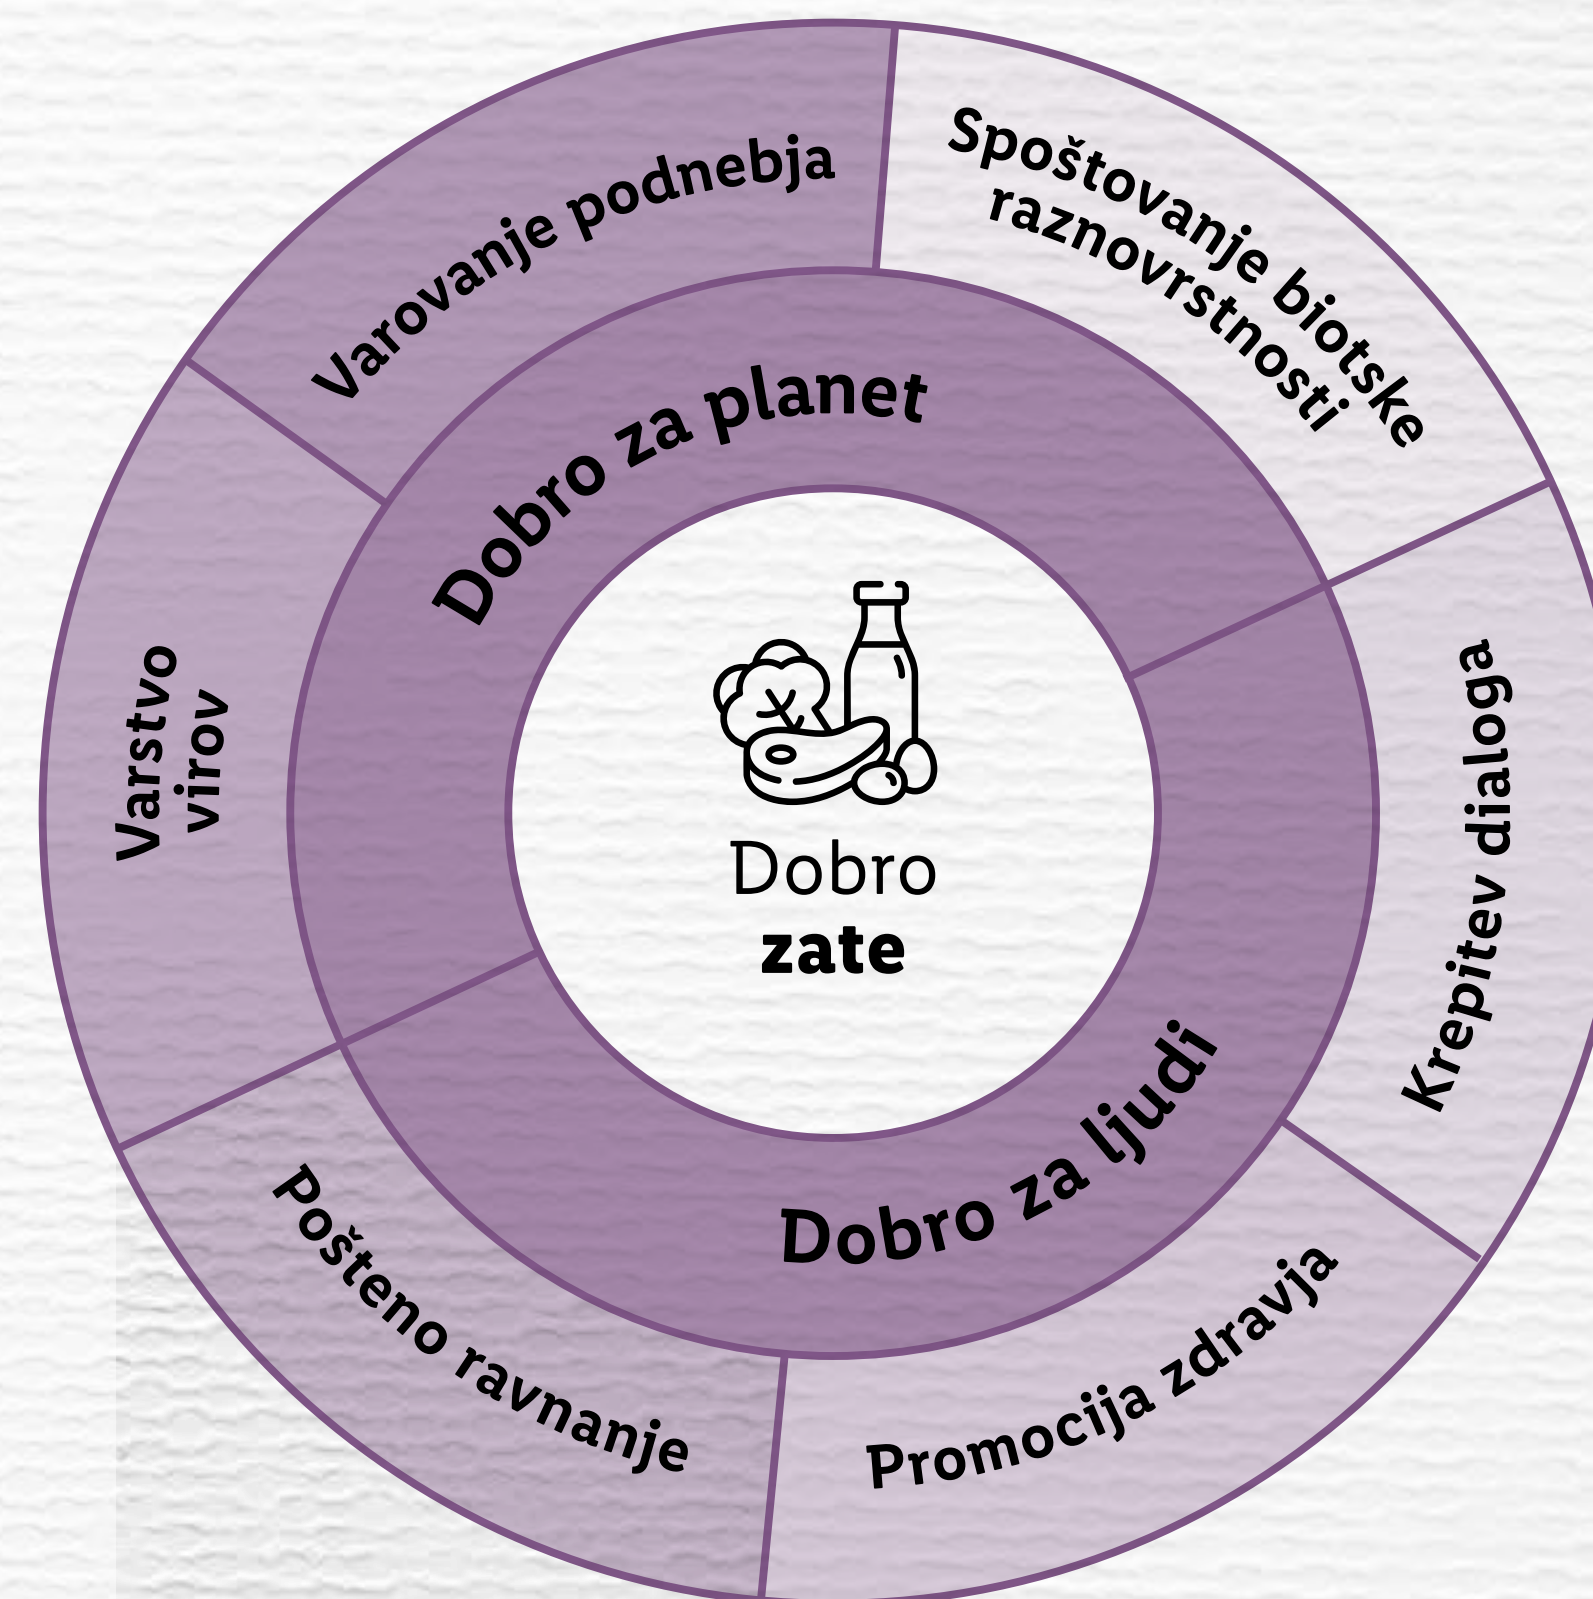 Varovanje podnebja
Spoštovanje biotske
raznovrstnosti
Dobro za planet
Varstvo
virov
Krepitev dialoga
Dobro
zate
Dobro za ljudi
Pošteno ravnanje
Promocija zdravja